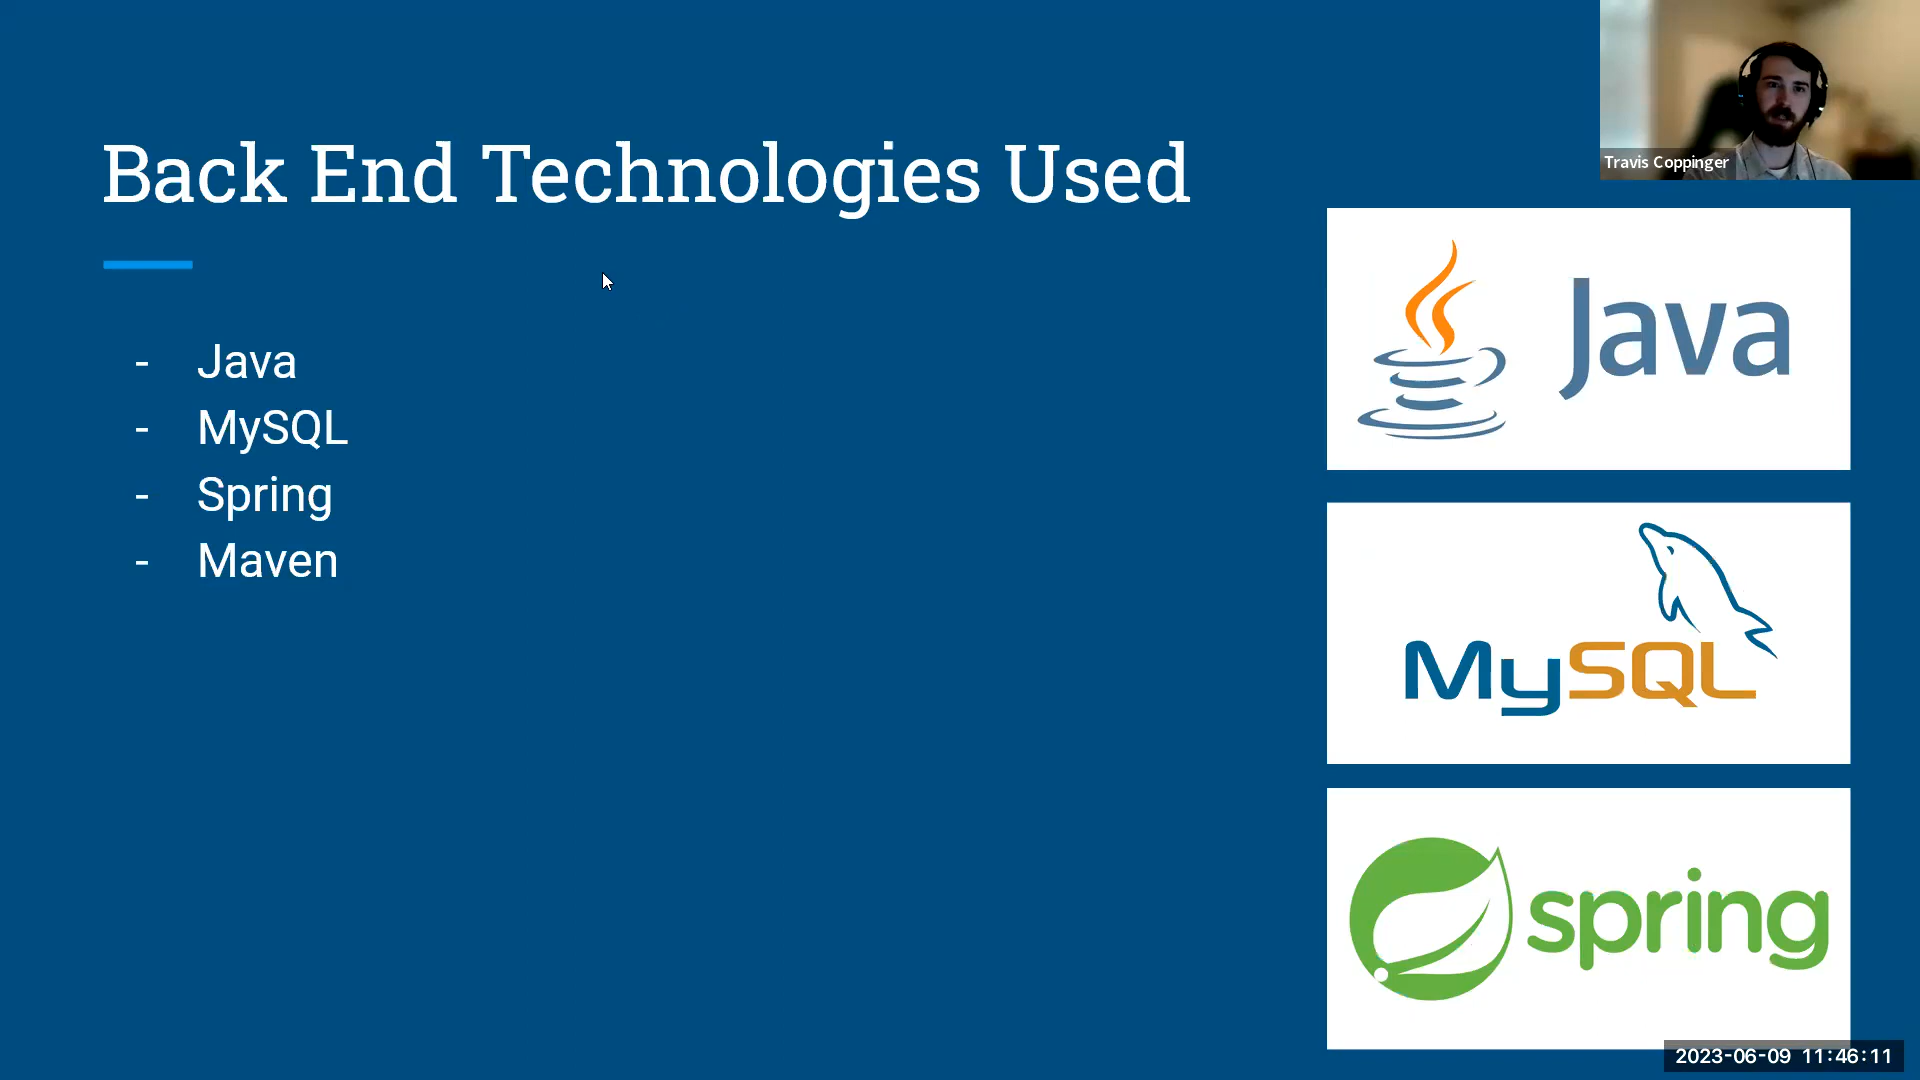 Back End Technologies Used
Travis Coppinger
- Java
- MySQL
- Spring
- Maven
Java
MySQL
spring
2023-06-09 11:46:11